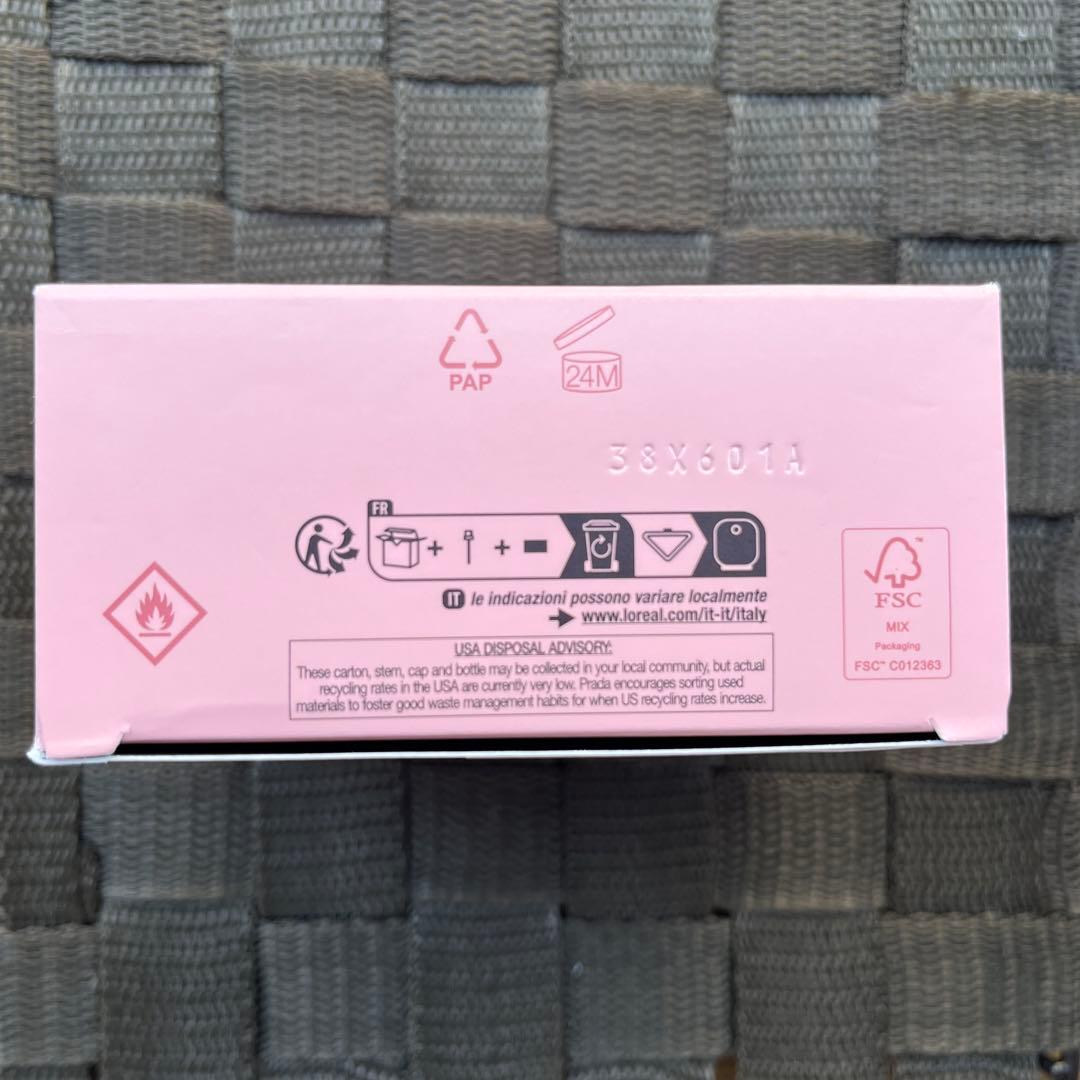 PAP
24M
38X601A
FR
IT le indicazioni possono variare localmente
www.loreal.com/it-it/italy
USA DISPOSAL ADVISORY:
These carton, stem, cap and bottle may be collected in your local community, but actual
recycling rates in the USA are currently very low. Prada encourages sorting used
materials to foster good waste management habits for when US recycling rates increase.
™
FSC
MIX
Packaging
FSC™ C012363